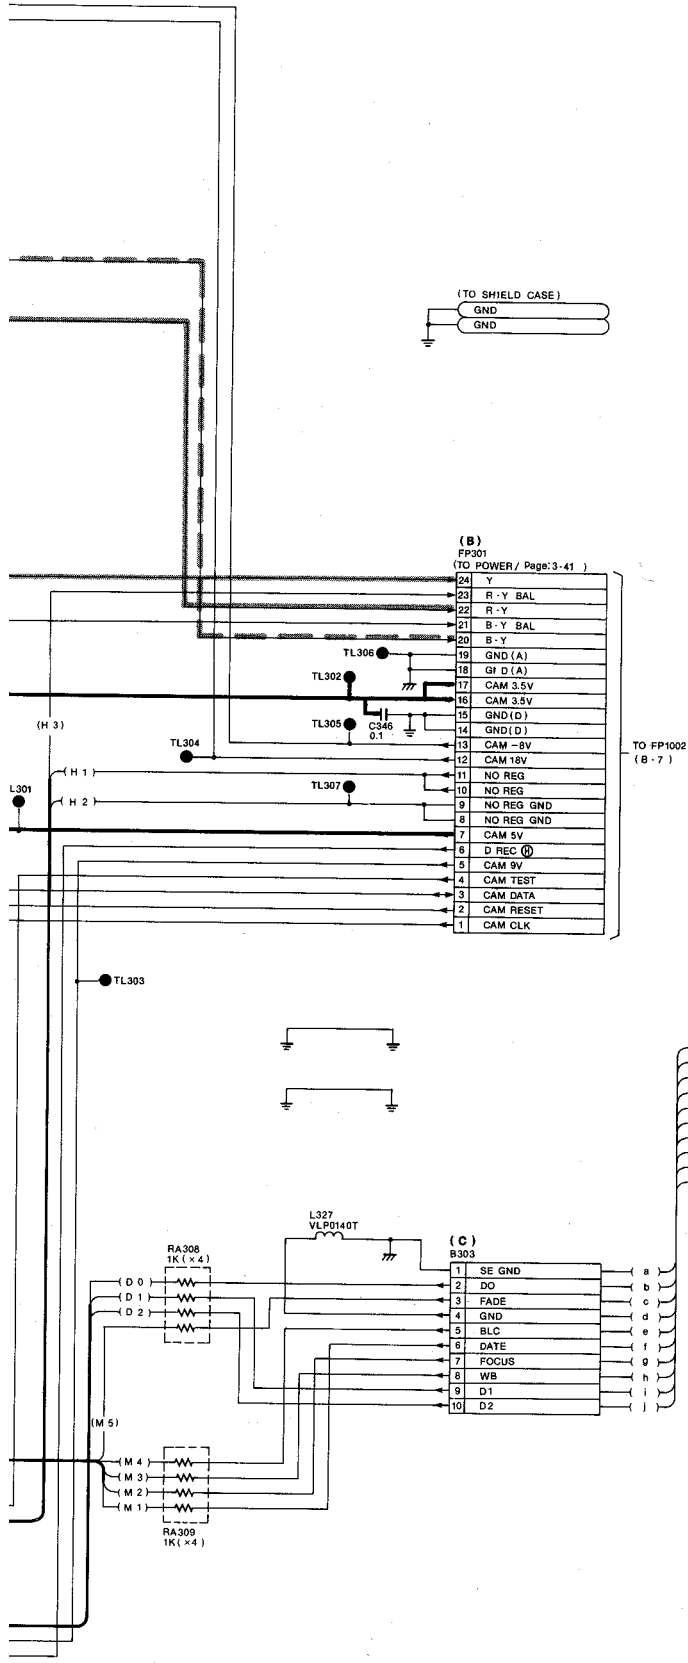 (TO SHIELD CASE)
GND
GND
(B)
FP301
(TO POWER/ Page:3-41 )
24 Y
23 R-Y BAL
22 R-Y
21 B-Y BAL
20 B-Y
TL306
19 GND(A)
18 GND(A)
TL302
17 CAM 3.5V
16 CAM 3.5V
15 GND(D)
(H 3)
TL305
C346
0.1
14 GND(D)
TL304
13 CAM -8V
TO FP1002
(B-7)
12 CAM 18V
(H 1)
11 NO REG
TL307
10 NO REG
L301
(H 2)
9 NO REG GND
8 NO REG GND
7 CAM 5V
6 D REC Ⓗ
5 CAM 9V
4 CAM TEST
3 CAM DATA
2 CAM RESET
1 CAM CLK
TL303
L327
VLP0140T
(C)
B303
RA308
1K(×4)
1 SE GND (a)
(D 0)
2 DO (b)
(D 1)
3 FADE (c)
(D 2)
4 GND (d)
5 BLC (e)
6 DATE (f)
7 FOCUS (g)
8 WB (h)
9 D1 (i)
10 D2 (j)
(M 5)
(M 4)
(M 3)
(M 2)
(M 1)
RA309
1K(×4)